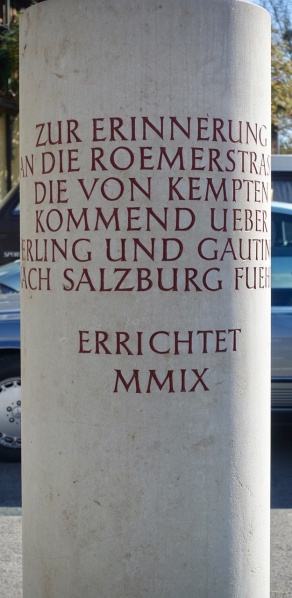 ZUR ERINNERUNG
AN DIE ROEMERSTRAS
DIE VON KEMPTEN
KOMMEND UEBER
ERLING UND GAUTIN
ACH SALZBURG FUEH
ERRICHTET
MMIX